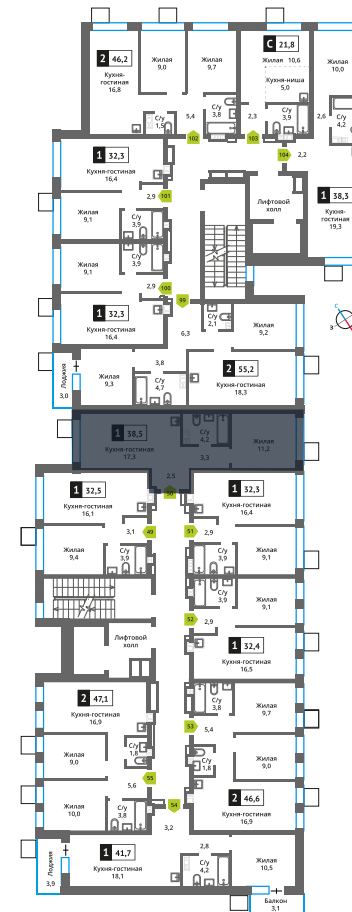 2 46,2
Кухня-
гостиная
16,8
Жилая
9,0
Жилая
9,7
С/у
1,5
5,4
С/у
3,8
102
С 21,8
Жилая 10,6
Кухня-ниша
5,0
2,3
С/у
3,9
103
Жилая
10,0
2,6
С/у
4,2
104
2,2
1 38,3
Кухня-
гостиная
19,3
Лифтовой
холл
1 32,3
Кухня-гостиная
16,4
2,9
101
Жилая
9,1
С/у
3,9
Жилая
9,1
С/у
3,9
2,9
100
1 32,3
Кухня-гостиная
16,4
99
6,3
С/у
2,1
Жилая
9,2
С
З
Лоджия
3,0
Жилая
9,3
3,8
С/у
4,7
2 55,2
Кухня-гостиная
18,3
1 38,5
Кухня-гостиная
17,3
С/у
4,2
3,3
Жилая
11,2
2,5
50
1 32,5
Кухня-гостиная
16,1
3,1
49
Жилая
9,4
С/у
3,9
1 32,3
Кухня-гостиная
16,4
51
2,9
С/у
3,9
Жилая
9,1
С/у
3,9
Жилая
9,1
52
2,9
1 32,4
Кухня-гостиная
16,5
Лифтовой
холл
2 47,1
Кухня-гостиная
16,9
Жилая
9,0
С/у
1,8
55
5,6
Жилая
10,0
С/у
3,8
С/у
3,8
Жилая
9,7
53
5,4
С/у
1,8
Жилая
9,0
2 46,6
Кухня-гостиная
16,9
54
3,2
Лоджия
3,9
1 41,7
Кухня-гостиная
18,1
2,8
С/у
4,2
Жилая
10,5
Балкон
3,1